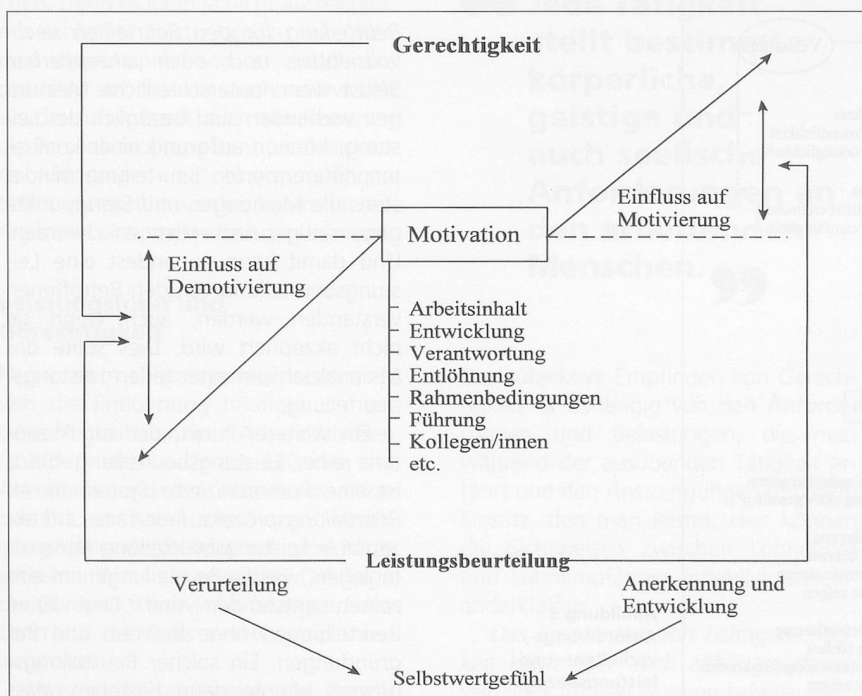 Gerechtigkeit
Einfluss auf
Motivierung
Motivation
Einfluss auf
Demotivierung
Arbeitsinhalt
Entwicklung
Verantwortung
Entlöhnung
Rahmenbedingungen
Führung
Kollegen/innen
etc.
Leistungsbeurteilung
Verurteilung
Anerkennung und
Entwicklung
Selbstwertgefühl